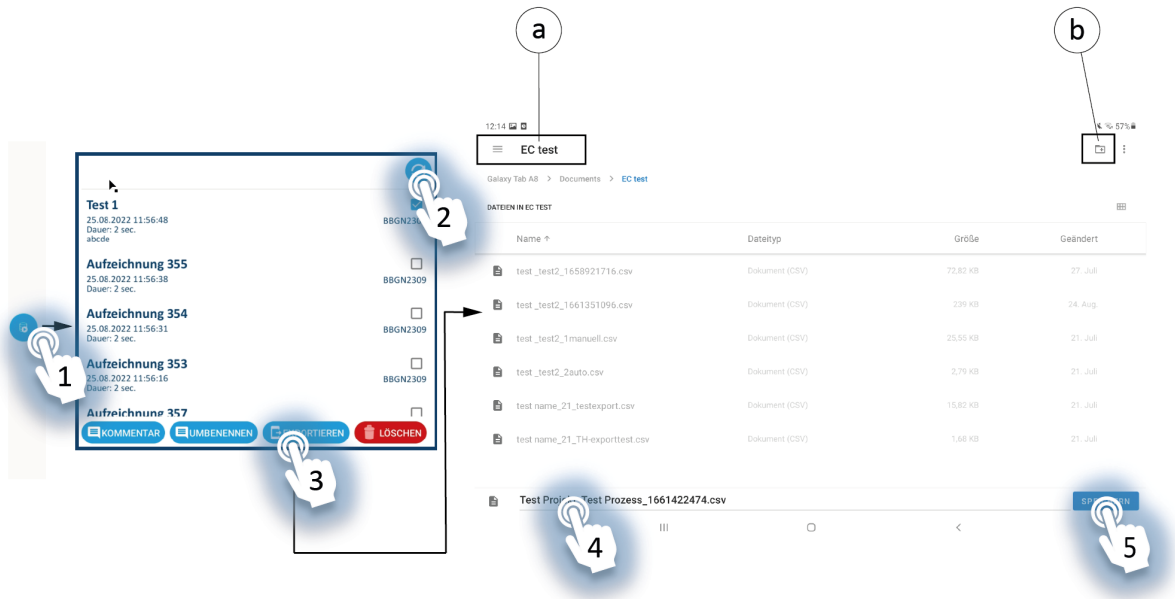 a
b
12:14
57%
EC test
Galaxy Tab A8 > Documents > EC test
DATEIEN IN EC TEST
Name ↑ Dateityp Größe Geändert
test _test2_1658921716.csv Dokument (CSV) 72,82 KB 27. Juli
test _test2_1661351096.csv Dokument (CSV) 239 KB 24. Aug.
test _test2_1manuell.csv Dokument (CSV) 25,55 KB 21. Juli
test _test2_2auto.csv Dokument (CSV) 2,79 KB 21. Juli
test name_21_testexport.csv Dokument (CSV) 15,82 KB 21. Juli
test name_21_TH-exporttest.csv Dokument (CSV) 1,68 KB 21. Juli
Test Prozess_1661422474.csv
4
5
1
2
Test 1
25.08.2022 11:56:48
Dauer: 2 sec.
abcde
Aufzeichnung 355
25.08.2022 11:56:38 BBGN2309
Dauer: 2 sec.
Aufzeichnung 354
25.08.2022 11:56:31 BBGN2309
Dauer: 2 sec.
Aufzeichnung 353
25.08.2022 11:56:16 BBGN2309
Dauer: 2 sec.
Aufzeichnung 357
KOMMENTAR UMBENENNEN LÖSCHEN
3